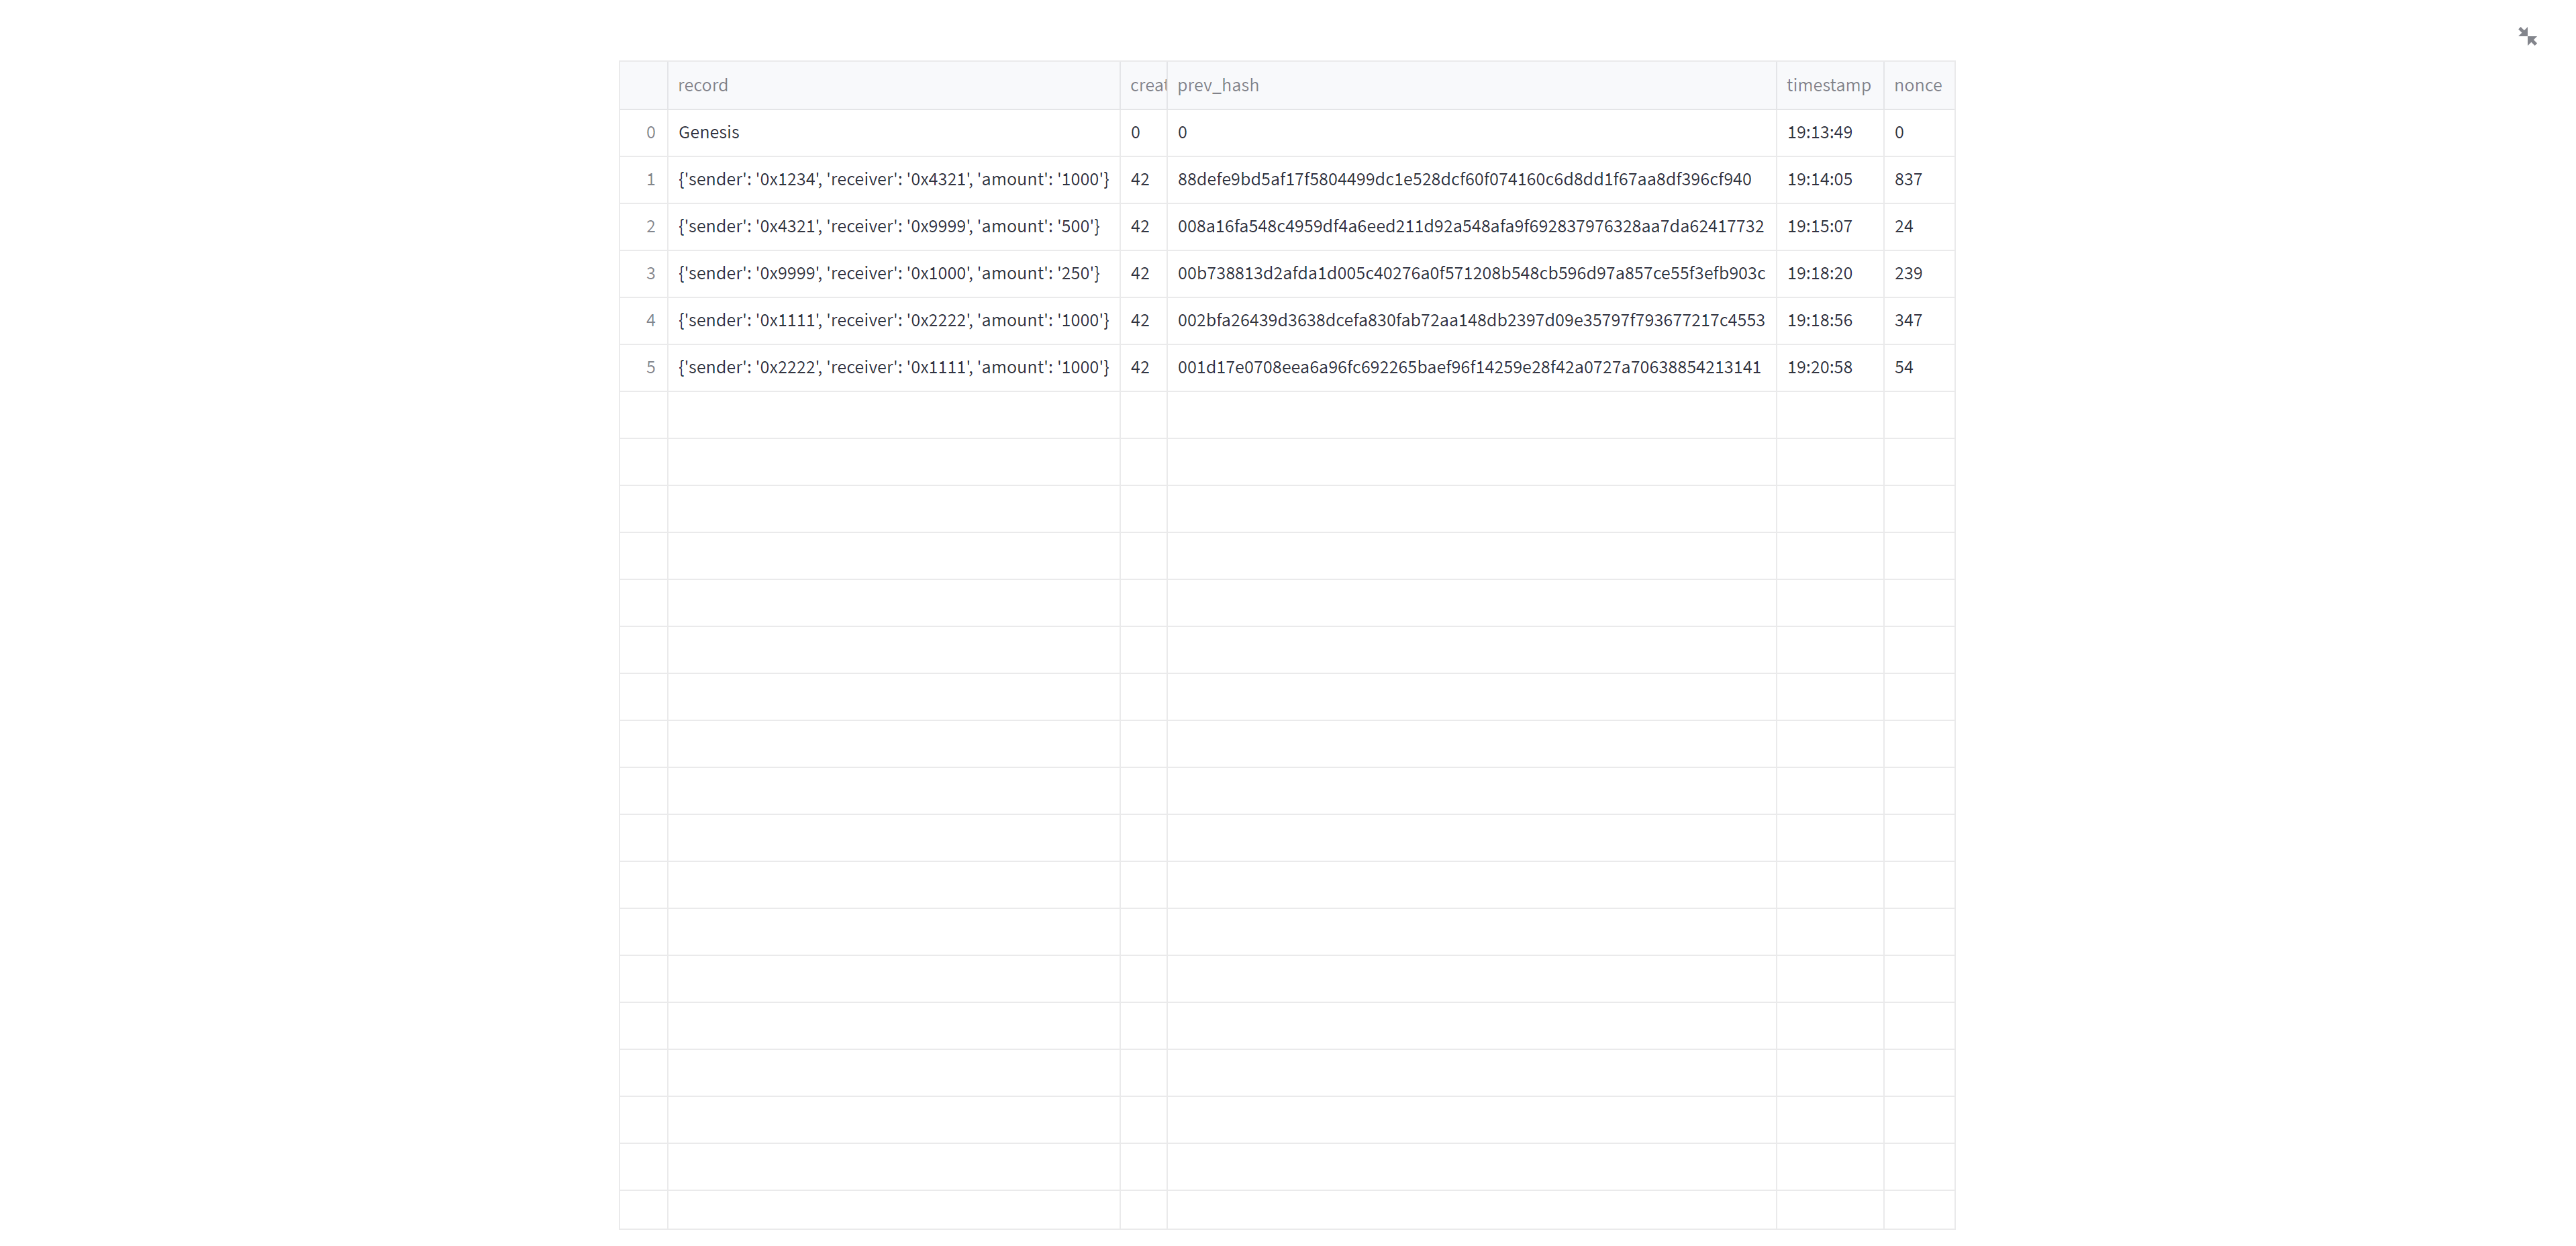 record creat prev_hash timestamp nonce
0 Genesis 0 0 19:13:49 0
1 {'sender': '0x1234', 'receiver': '0x4321', 'amount': '1000'} 42 88defe9bd5af17f5804499dc1e528dcf60f074160c6d8dd1f67aa8df396cf940 19:14:05 837
2 {'sender': '0x4321', 'receiver': '0x9999', 'amount': '500'} 42 008a16fa548c4959df4a6eed211d92a548afa9f692837976328aa7da62417732 19:15:07 24
3 {'sender': '0x9999', 'receiver': '0x1000', 'amount': '250'} 42 00b738813d2afda1d005c40276a0f571208b548cb596d97a857ce55f3efb903c 19:18:20 239
4 {'sender': '0x1111', 'receiver': '0x2222', 'amount': '1000'} 42 002bfa26439d3638dcefa830fab72aa148db2397d09e35797f793677217c4553 19:18:56 347
5 {'sender': '0x2222', 'receiver': '0x1111', 'amount': '1000'} 42 001d17e0708eea6a96fc692265baef96f14259e28f42a0727a70638854213141 19:20:58 54